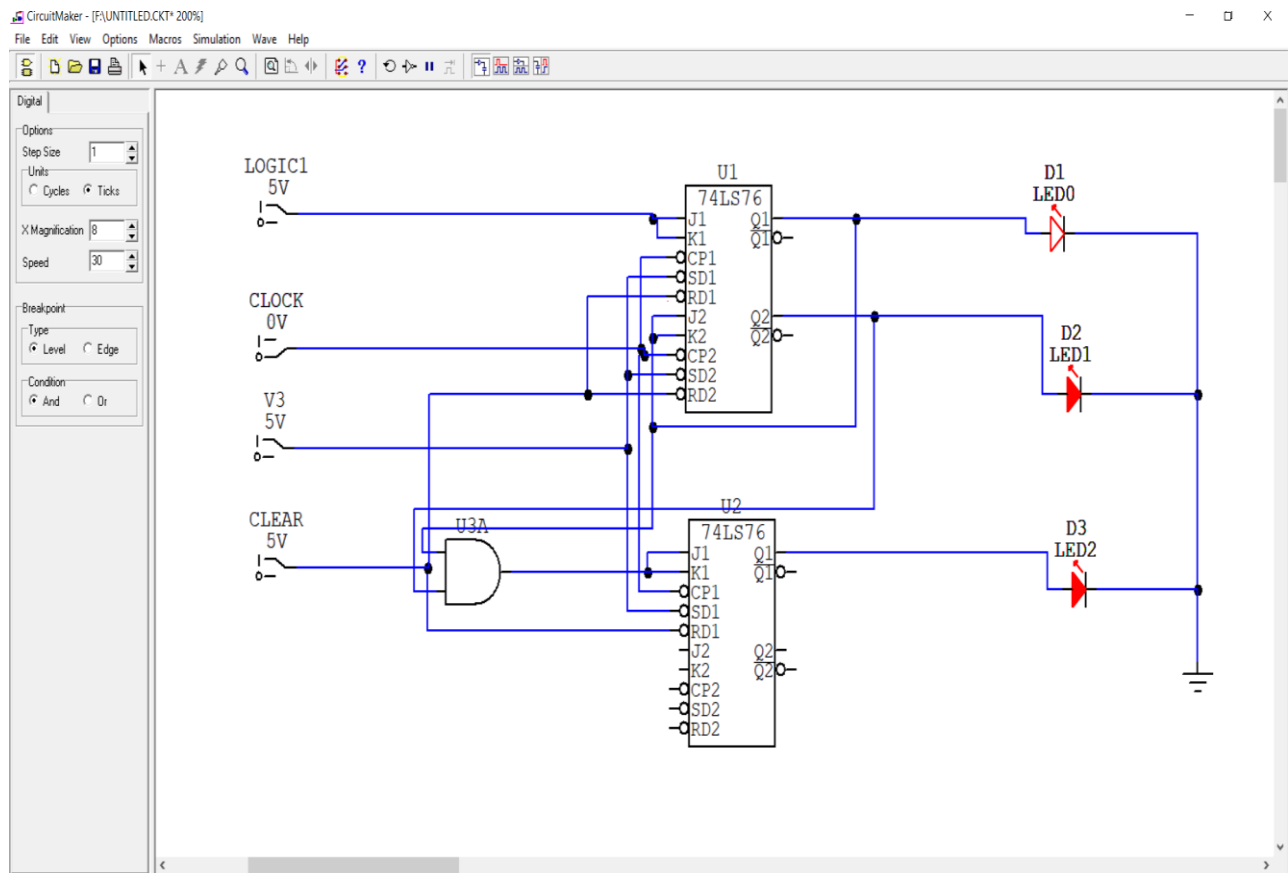 CircuitMaker - [F:\UNTITLED.CKT* 200%]
File Edit View Options Macros Simulation Wave Help
Digital
Options
Step Size 1
Units
Cycles Ticks
X Magnification 8
Speed 30
Breakpoint
Type
Level Edge
Condition
And Or
LOGIC1
5V
CLOCK
0V
V3
5V
CLEAR
5V
U3A
U1
74LS76
J1 Q1
K1 Q1
CP1
SD1
RD1
J2 Q2
K2 Q2
CP2
SD2
RD2
U2
74LS76
J1 Q1
K1 Q1
CP1
SD1
RD1
J2 Q2
K2 Q2
CP2
SD2
RD2
D1
LED0
D2
LED1
D3
LED2